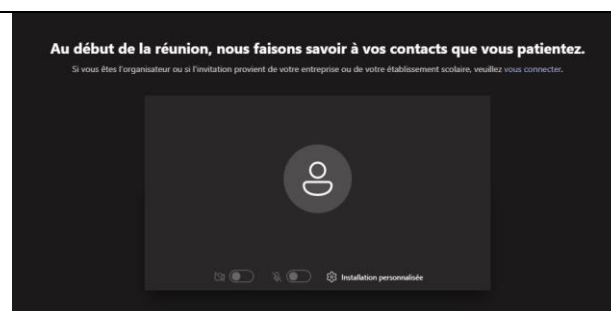 Au début de la réunion, nous faisons savoir à vos contacts que vous patientez.
Si vous êtes l'organisateur ou si l'invitation provient de votre entreprise ou de votre établissement scolaire, veuillez vous connecter.
Installation personnalisée